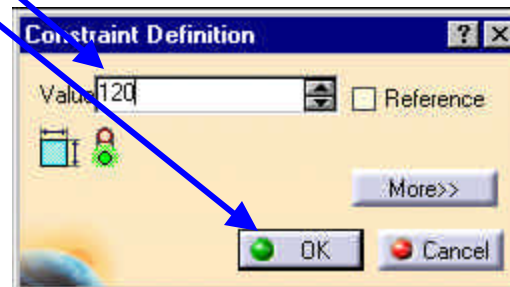 Constraint Definition ? ×
Value 120 Reference
More>>
OK Cancel